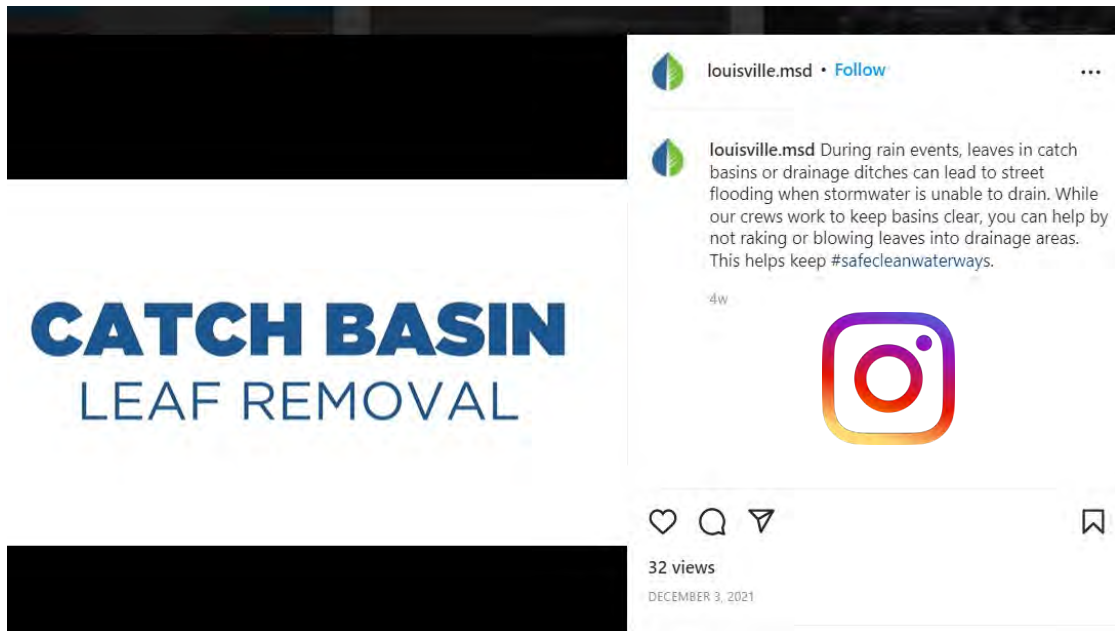 CATCH BASIN
LEAF REMOVAL
louisville.msd • Follow
louisville.msd During rain events, leaves in catch
basins or drainage ditches can lead to street
flooding when stormwater is unable to drain. While
our crews work to keep basins clear, you can help by
not raking or blowing leaves into drainage areas.
This helps keep #safecleanwaterways.
4w
32 views
DECEMBER 3, 2021